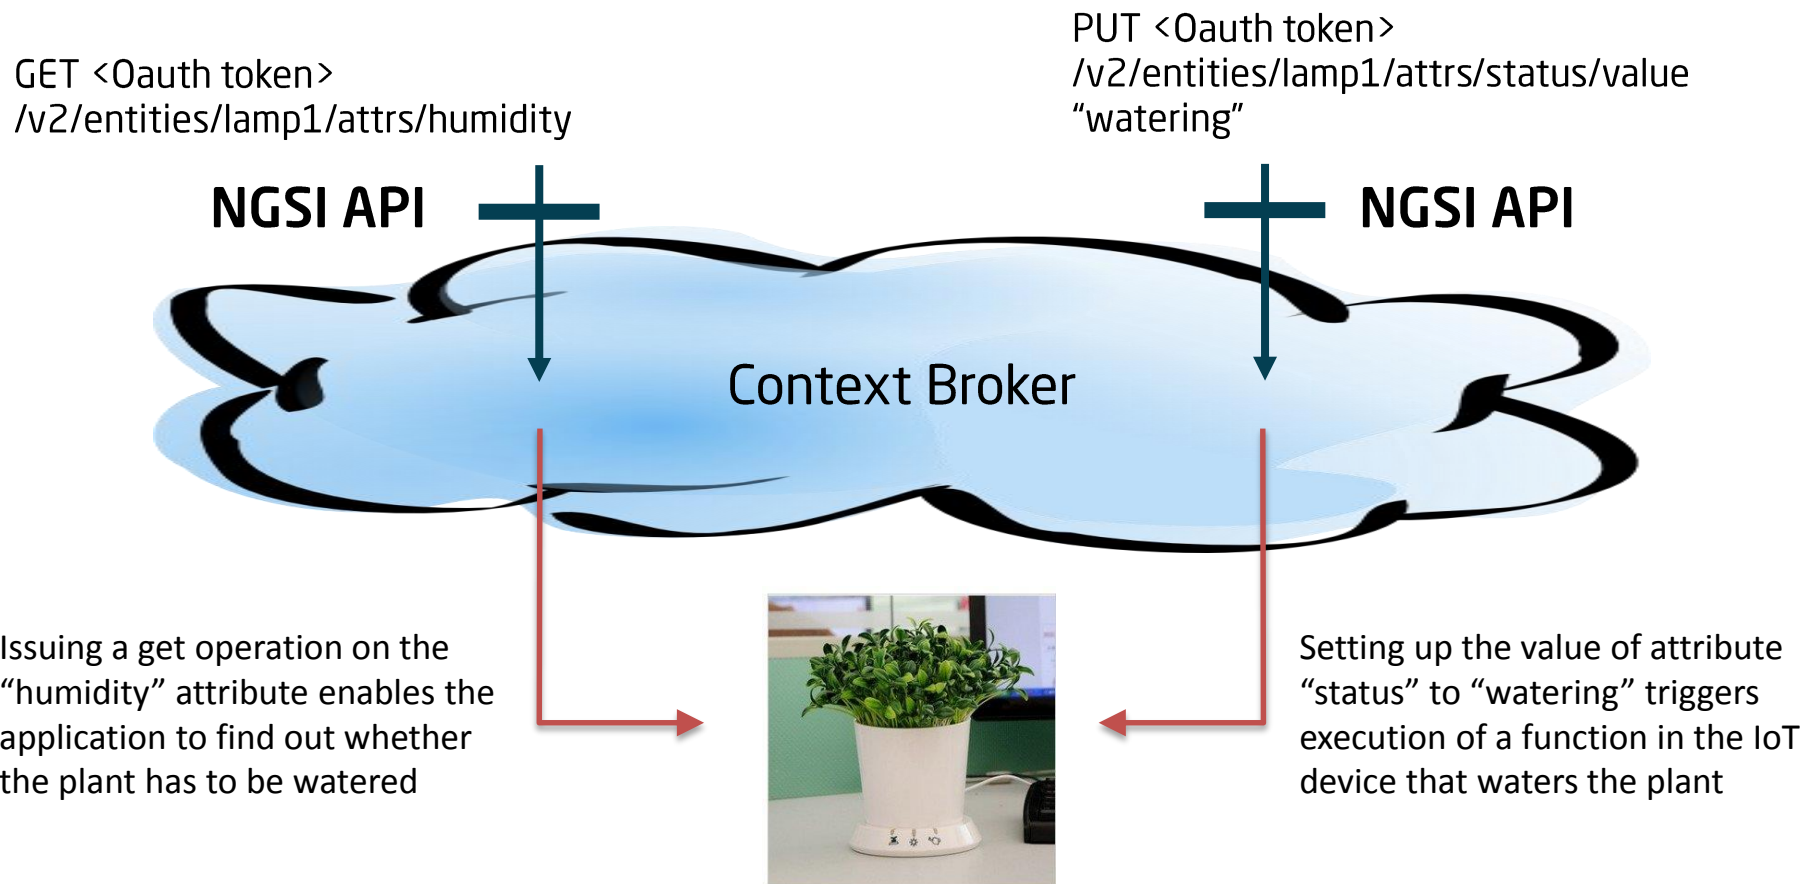 GET <Oauth token>
/v2/entities/lamp1/attrs/humidity
PUT <Oauth token>
/v2/entities/lamp1/attrs/status/value
“watering”
NGSI API
NGSI API
Context Broker
Issuing a get operation on the
“humidity” attribute enables the
application to find out whether
the plant has to be watered
Setting up the value of attribute
“status” to “watering” triggers
execution of a function in the IoT
device that waters the plant